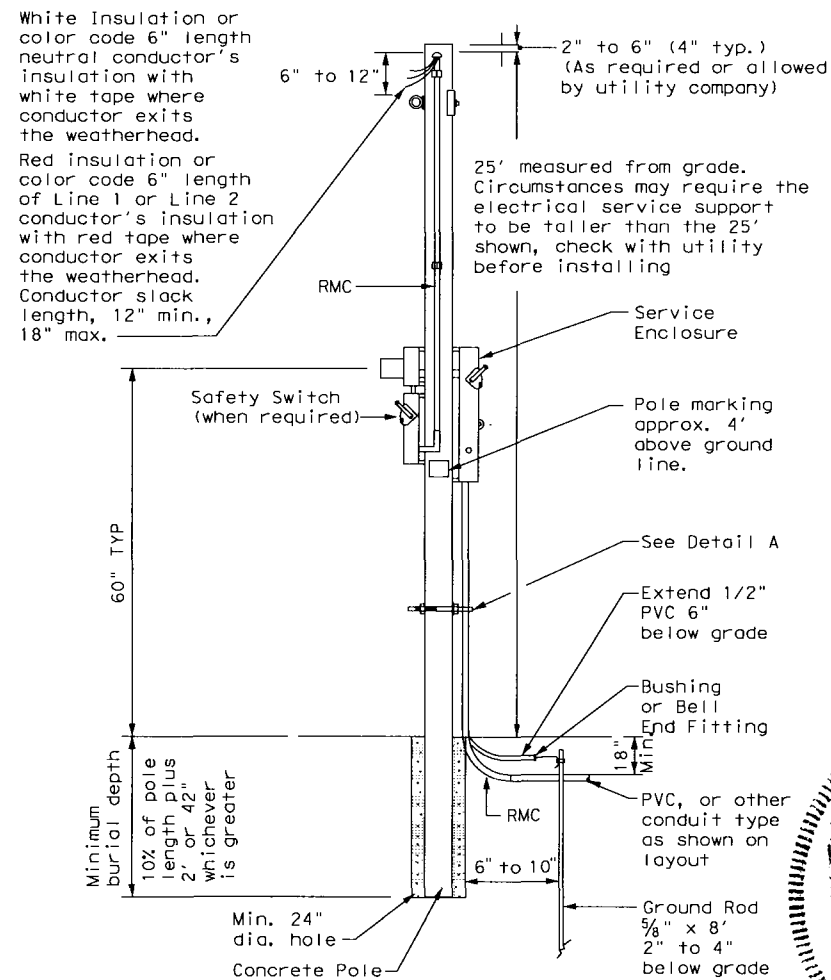 White Insulation or
color code 6" length
neutral conductor's
insulation with
white tape where
conductor exits
the weatherhead.
Red insulation or
color code 6" length
of Line 1 or Line 2
conductor's insulation
with red tape where
conductor exits
the weatherhead.
Conductor slack
length, 12" min.,
18" max.
6" to 12"
2" to 6" (4" typ.)
(As required or allowed
by utility company)
25' measured from grade.
Circumstances may require the
electrical service support
to be taller than the 25'
shown, check with utility
before installing
RMC
Service
Enclosure
Safety Switch
(when required)
Pole marking
approx. 4'
above ground
line.
60" TYP
See Detail A
Extend 1/2"
PVC 6"
below grade
Bushing
or Bell
End Fitting
18"
Min.
Minimum
burial depth
10% of pole
length plus
2' or 42"
whichever
is greater
RMC
PVC, or other
conduit type
as shown on
layout
6" to 10"
Min. 24"
dia. hole
Concrete Pole
Ground Rod
5/8" x 8'
2" to 4"
below grade